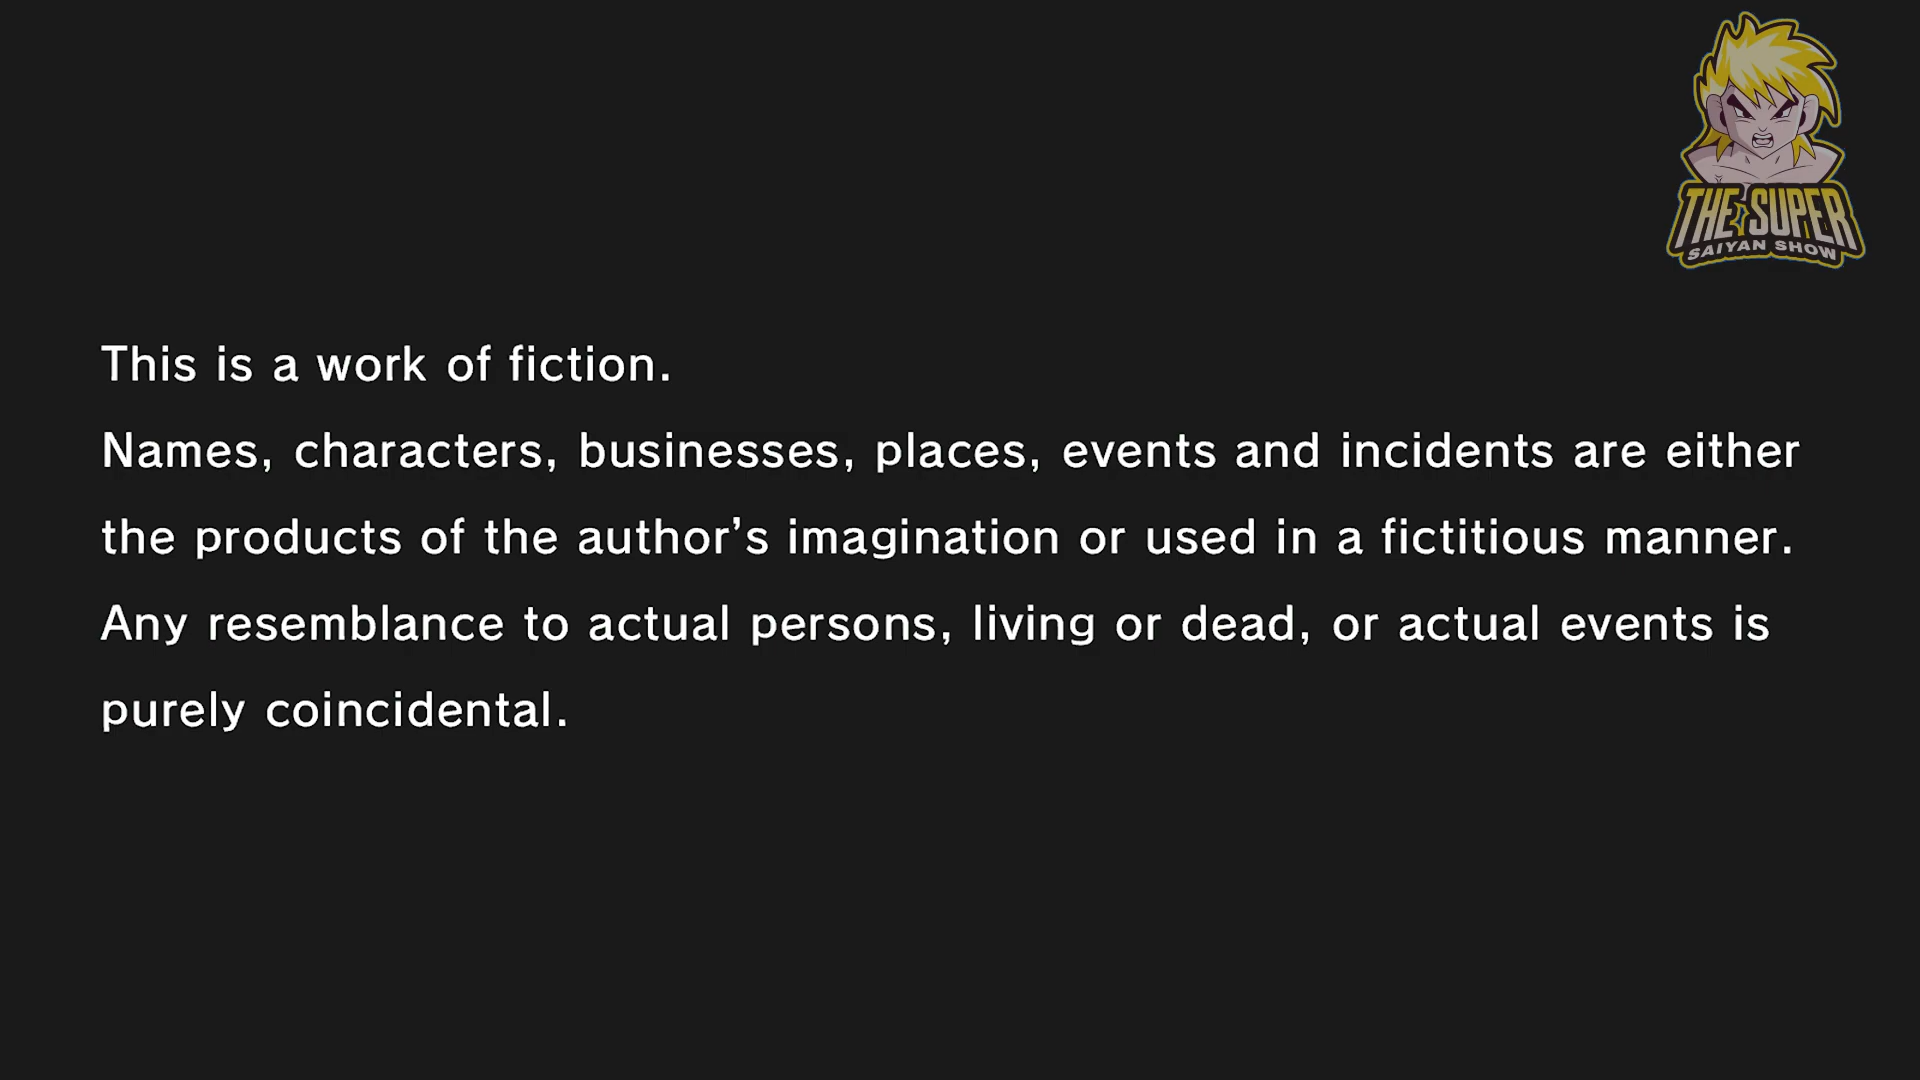 THE SUPER
SAIYAN SHOW
This is a work of fiction.
Names, characters, businesses, places, events and incidents are either
the products of the author’s imagination or used in a fictitious manner.
Any resemblance to actual persons, living or dead, or actual events is
purely coincidental.